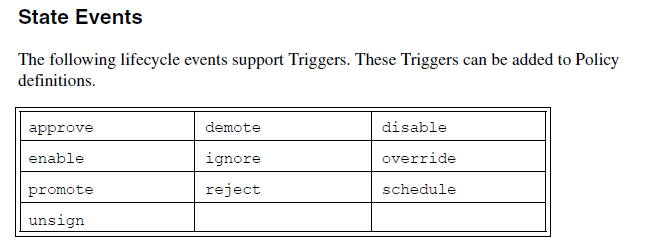 State Events
The following lifecycle events support Triggers. These Triggers can be added to Policy
definitions.
approve demote disable
enable ignore override
promote reject schedule
unsign